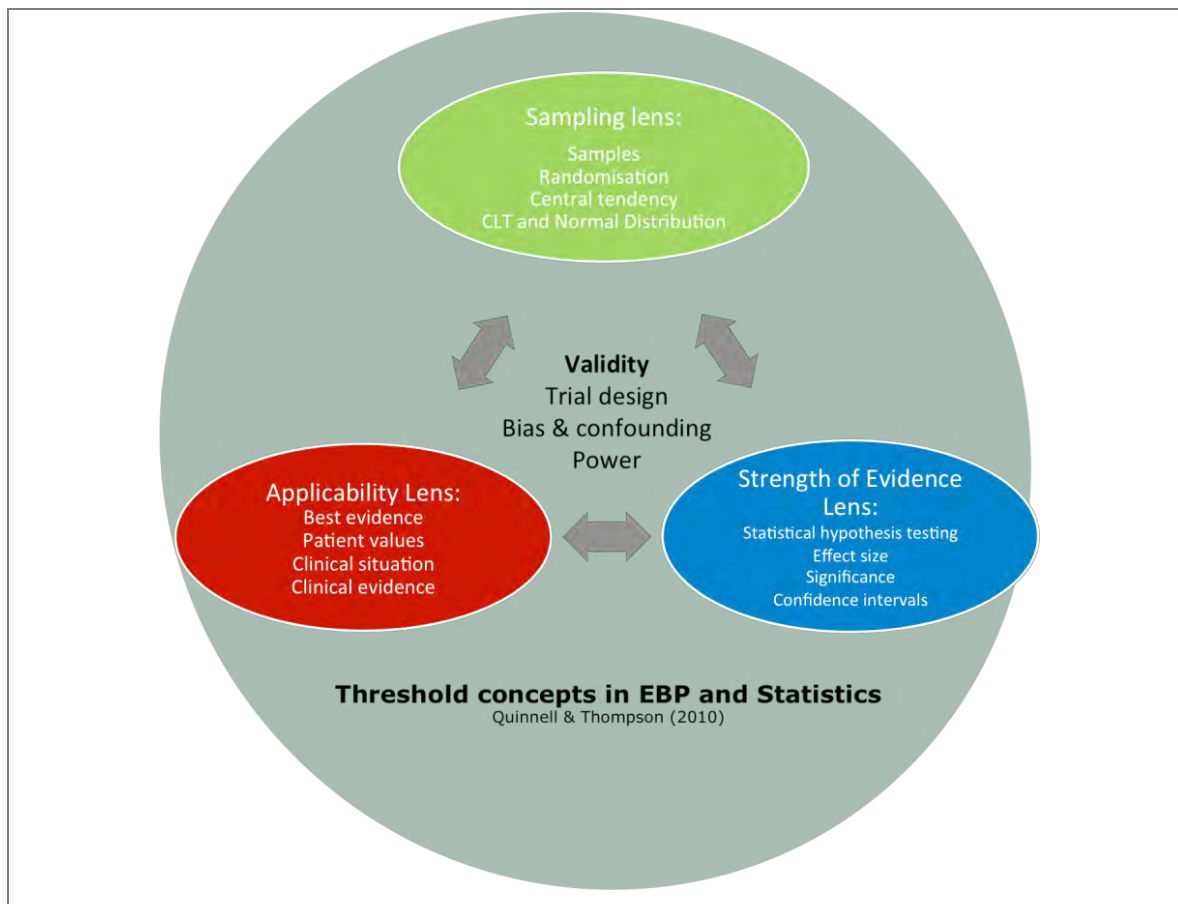 Sampling lens:
Samples
Randomisation
Central tendency
CLT and Normal Distribution
Validity
Trial design
Bias & confounding
Power
Applicability Lens:
Best evidence
Patient values
Clinical situation
Clinical evidence
Strength of Evidence
Lens:
Statistical hypothesis testing
Effect size
Significance
Confidence intervals
Threshold concepts in EBP and Statistics
Quinnell & Thompson (2010)